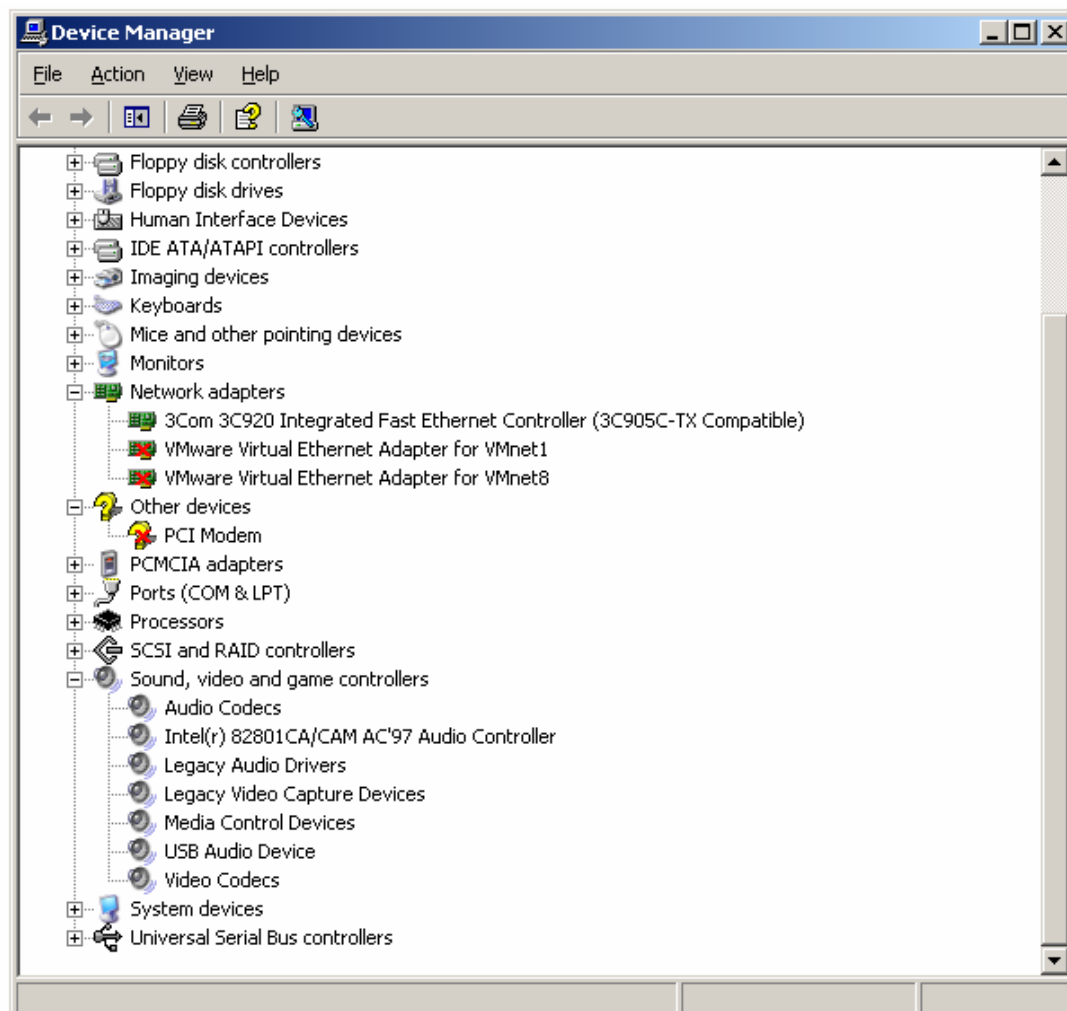 Device Manager
File Action View Help
Floppy disk controllers
Floppy disk drives
Human Interface Devices
IDE ATA/ATAPI controllers
Imaging devices
Keyboards
Mice and other pointing devices
Monitors
Network adapters
3Com 3C920 Integrated Fast Ethernet Controller (3C905C-TX Compatible)
VMware Virtual Ethernet Adapter for VMnet1
VMware Virtual Ethernet Adapter for VMnet8
Other devices
PCI Modem
PCMCIA adapters
Ports (COM & LPT)
Processors
SCSI and RAID controllers
Sound, video and game controllers
Audio Codecs
Intel(r) 82801CA/CAM AC'97 Audio Controller
Legacy Audio Drivers
Legacy Video Capture Devices
Media Control Devices
USB Audio Device
Video Codecs
System devices
Universal Serial Bus controllers